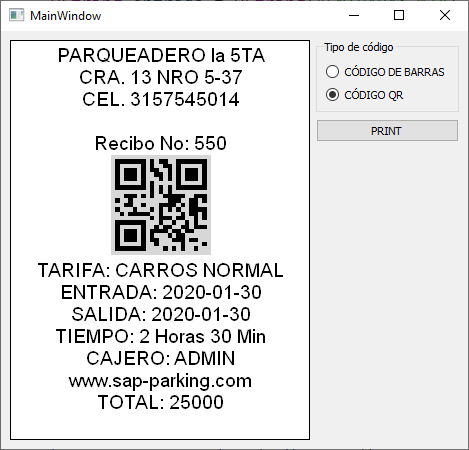 MainWindow
PARQUEADERO la 5TA
CRA. 13 NRO 5-37
CEL. 3157545014
Recibo No: 550
TARIFA: CARROS NORMAL
ENTRADA: 2020-01-30
SALIDA: 2020-01-30
TIEMPO: 2 Horas 30 Min
CAJERO: ADMIN
www.sap-parking.com
TOTAL: 25000
Tipo de código
CÓDIGO DE BARRAS
CÓDIGO QR
PRINT